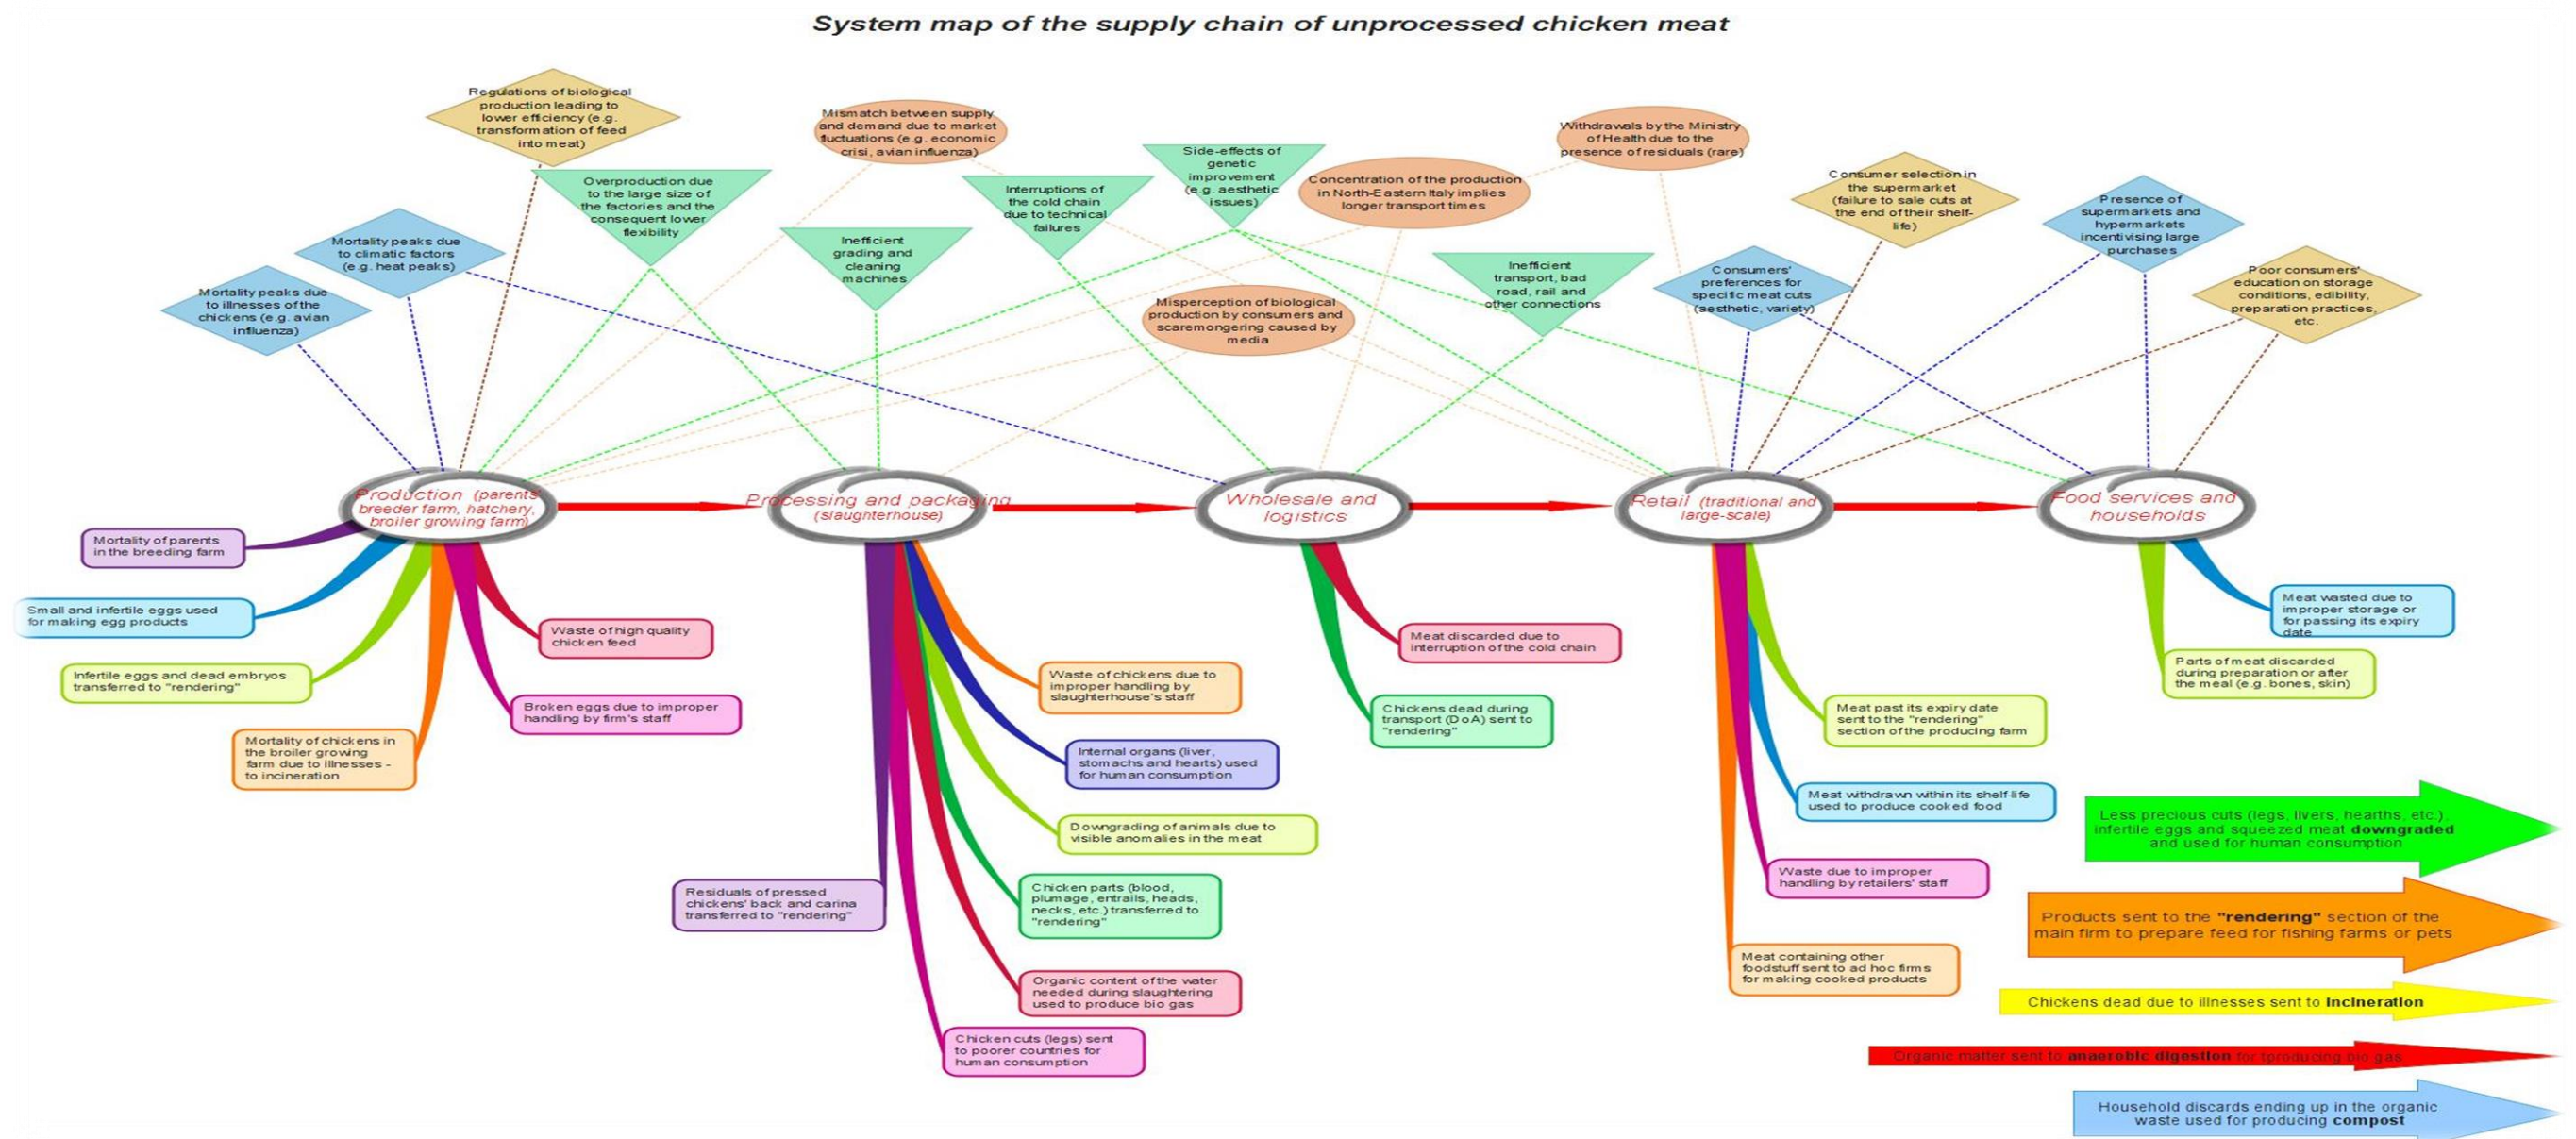 System map of the supply chain of unprocessed chicken meat
Regulations of biological
production leading to
lower efficiency (e.g.
transformation of feed
into meat)
Mismatch between supply
and demand due to market
fluctuations (e.g. economic
crisi, avian influenza)
Withdrawals by the Ministry
of Health due to the
presence of residuals (rare)
Side-effects of
genetic
improvement
(e.g. aesthetic
issues)
Concentration of the production
in North-Eastern Italy implies
longer transport times
Consumer selection in
the supermarket
(failure to sale cuts at
the end of their shelf-
life)
Overproduction due
to the large size of
the factories and the
consequent lower
flexibility
Interruptions of
the cold chain
due to technical
failures
Presence of
supermarkets and
hypermarkets
incentivising large
purchases
Mortality peaks due
to climatic factors
(e.g. heat peaks)
Inefficient
grading and
cleaning
machines
Inefficient
transport, bad
road, rail and
other connections
Consumers'
preferences for
specific meat cuts
(aesthetic, variety)
Poor consumers'
education on storage
conditions, edibility,
preparation practices,
etc.
Mortality peaks due
to illnesses of the
chickens (e.g. avian
influenza)
Misperception of biological
production by consumers and
scaremongering caused by
media
Production (parents'
breeder farm, hatchery,
broiler growing farm)
Processing and packaging
(slaughterhouse)
Wholesale and
logistics
Retail (traditional and
large-scale)
Food services and
households
Mortality of parents
in the breeding farm
Small and infertile eggs used
for making egg products
Infertile eggs and dead embryos
transferred to "rendering"
Mortality of chickens in
the broiler growing
farm due to illnesses -
to incineration
Waste of high quality
chicken feed
Broken eggs due to improper
handling by firm's staff
Waste of chickens due to
improper handling by
slaughterhouse's staff
Internal organs (liver,
stomachs and hearts) used
for human consumption
Downgrading of animals due to
visible anomalies in the meat
Residuals of pressed
chickens' back and carina
transferred to "rendering"
Chicken parts (blood,
plumage, entrails, heads,
necks, etc.) transferred to
"rendering"
Organic content of the water
needed during slaughtering
used to produce bio gas
Chicken cuts (legs) sent
to poorer countries for
human consumption
Meat discarded due to
interruption of the cold chain
Chickens dead during
transport (DoA) sent to
"rendering"
Meat past its expiry date
sent to the "rendering"
section of the producing farm
Meat withdrawn within its shelf-life
used to produce cooked food
Waste due to improper
handling by retailers' staff
Meat containing other
foodstuff sent to ad hoc firms
for making cooked products
Meat wasted due to
improper storage or
for passing its expiry
date
Parts of meat discarded
during preparation or after
the meal (e.g. bones, skin)
Less precious cuts (legs, livers, hearths, etc.),
infertile eggs and squeezed meat downgraded
and used for human consumption
Products sent to the "rendering" section of the
main firm to prepare feed for fishing farms or pets
Chickens dead due to illnesses sent to incineration
Organic matter sent to anaerobic digestion for tproducing bio gas
Household discards ending up in the organic
waste used for producing compost